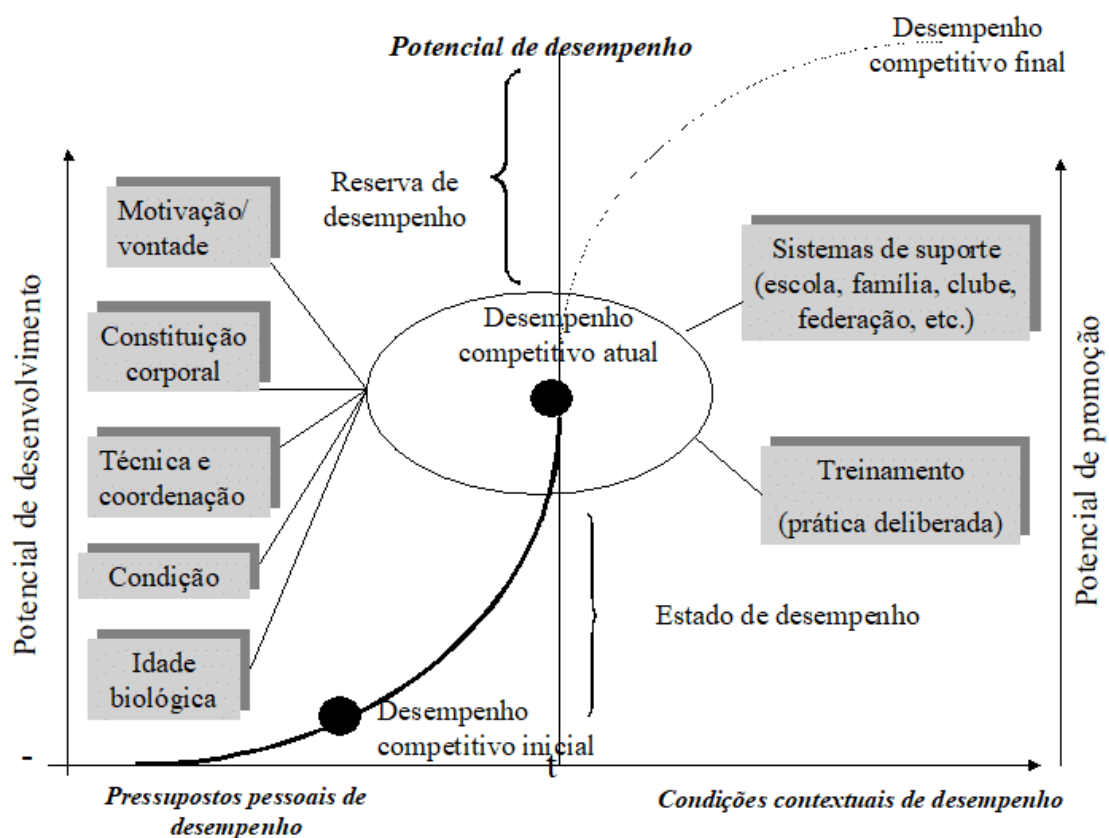 Potencial de desempenho
Desempenho
competitivo final
Reserva de
desempenho
Motivação/
vontade
Constituição
corporal
Técnica e
coordenação
Condição
Idade
biológica
Potencial de desenvolvimento
Desempenho
competitivo atual
Sistemas de suporte
(escola, família, clube,
federação, etc.)
Treinamento
(prática deliberada)
Potencial de promoção
Estado de desempenho
Desempenho
competitivo inicial
-
t
Pressupostos pessoais de
desempenho
Condições contextuais de desempenho